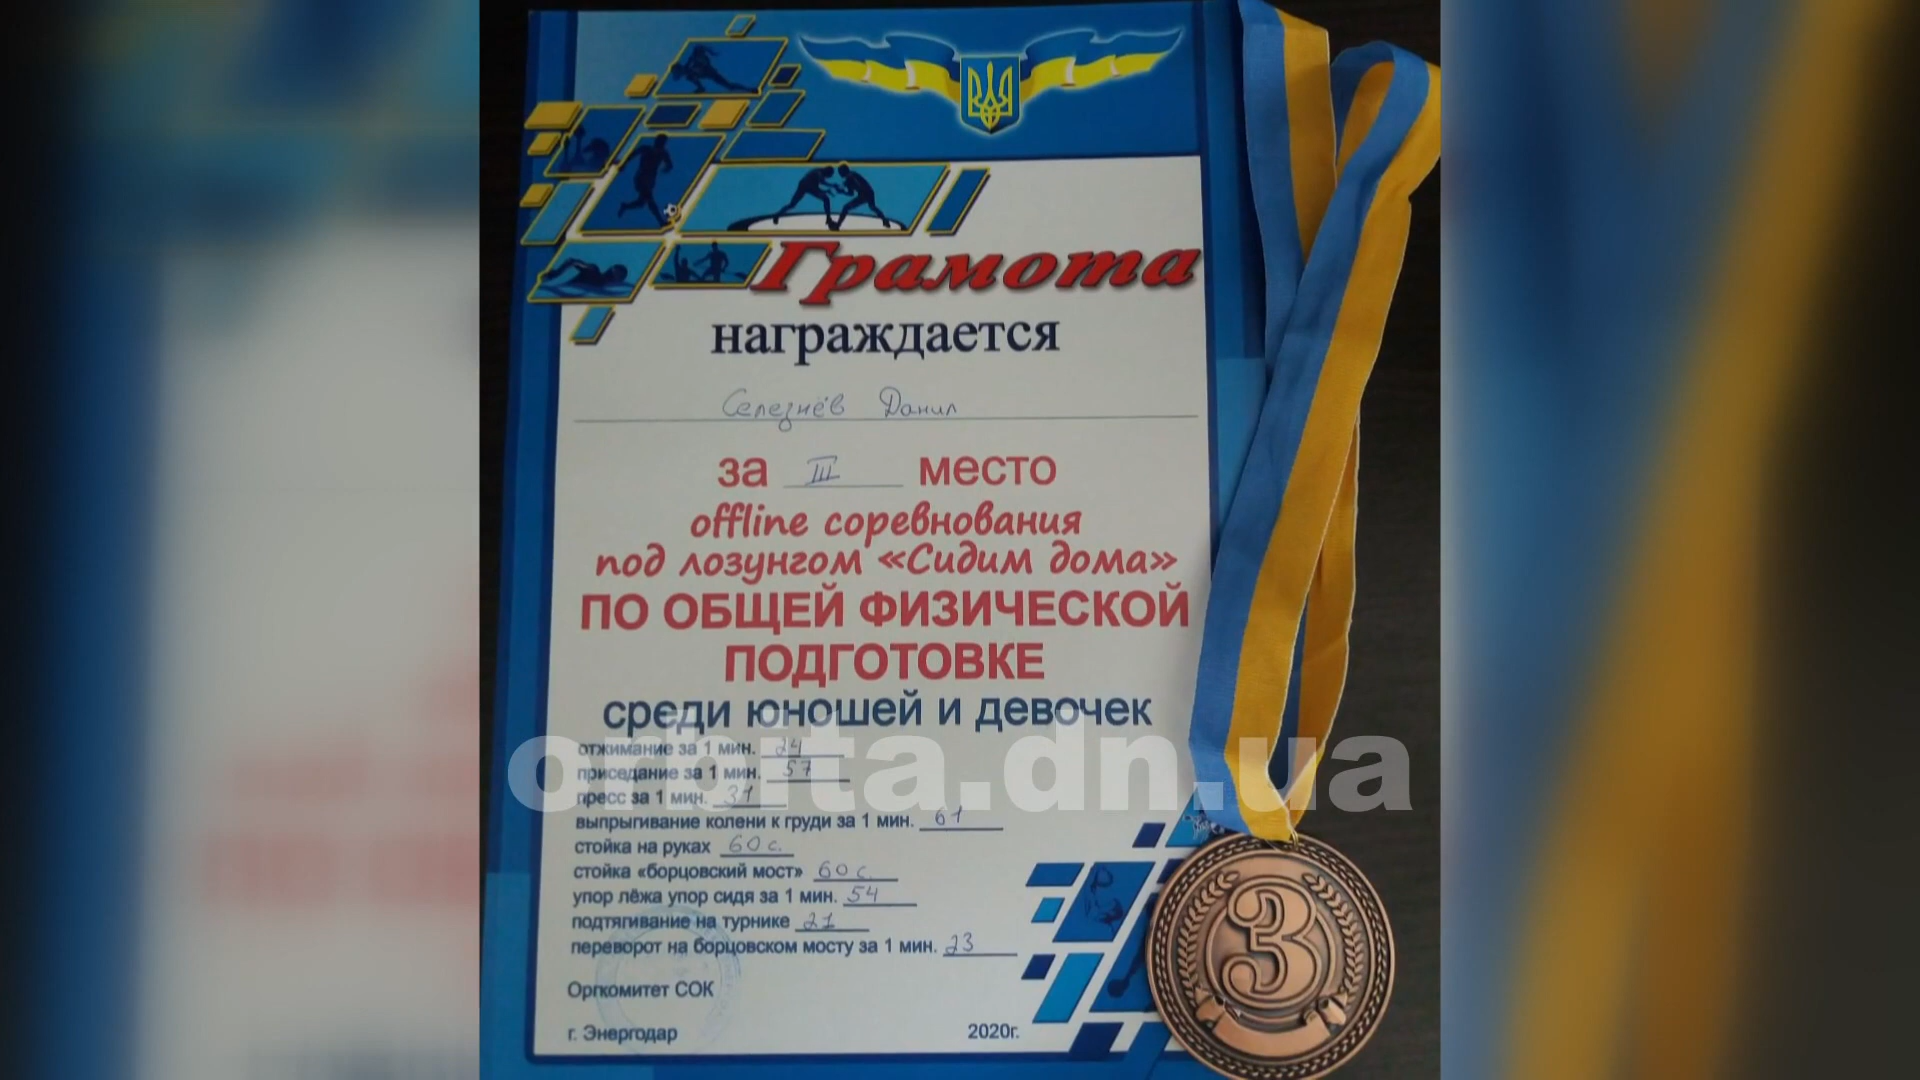 Грамота
награждается
Селезнёв Данил
за III место
offline соревнования
под лозунгом «Сидим дома»
ПО ОБЩЕЙ ФИЗИЧЕСКОЙ
ПОДГОТОВКЕ
среди юношей и девочек
отжимание за 1 мин. 24
приседание за 1 мин. 57
пресс за 1 мин. 31
выпрыгивание колени к груди за 1 мин. 61
стойка на руках 60 с.
стойка «борцовский мост» 60 с.
упор лёжа упор сидя за 1 мин. 54
подтягивание на турнике 21
переворот на борцовском мосту за 1 мин. 23
Оргкомитет СОК
г. Энергодар 2020г.
3
orbita.dn.ua